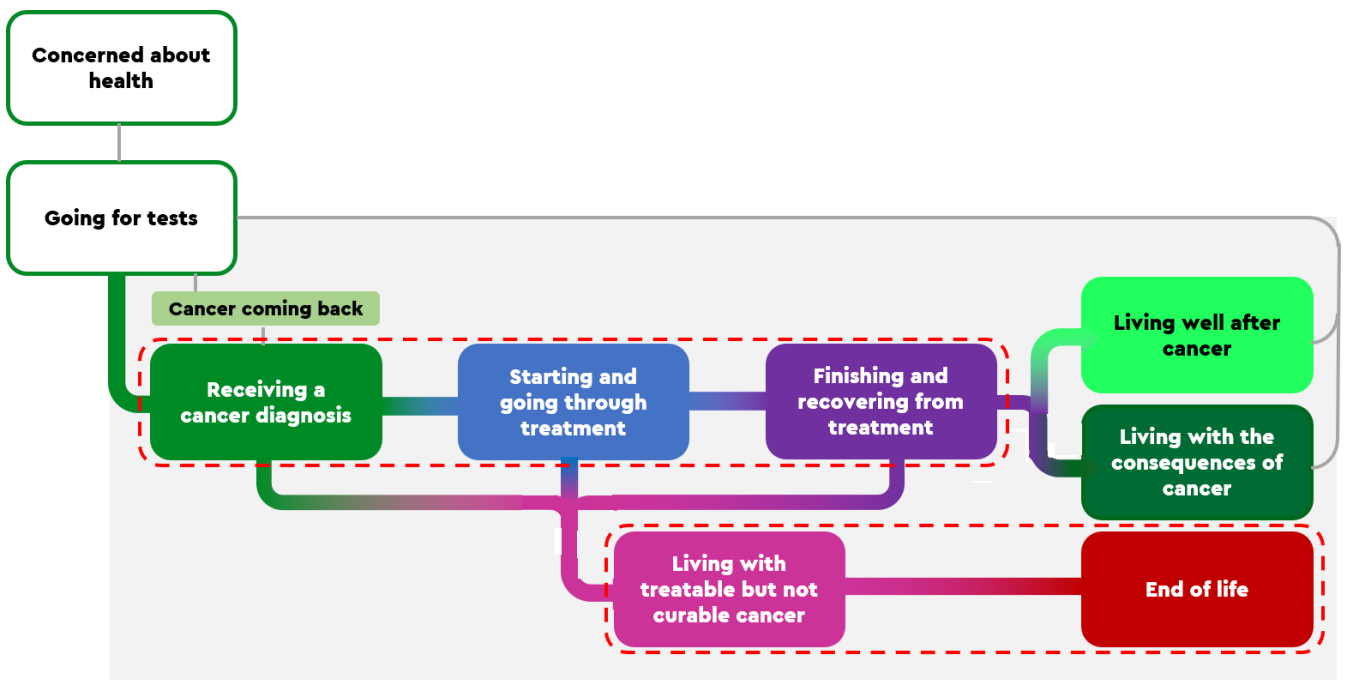 Concerned about
health
Going for tests
Cancer coming back
Receiving a
cancer diagnosis
Starting and
going through
treatment
Finishing and
recovering from
treatment
Living well after
cancer
Living with the
consequences of
cancer
Living with
treatable but not
curable cancer
End of life